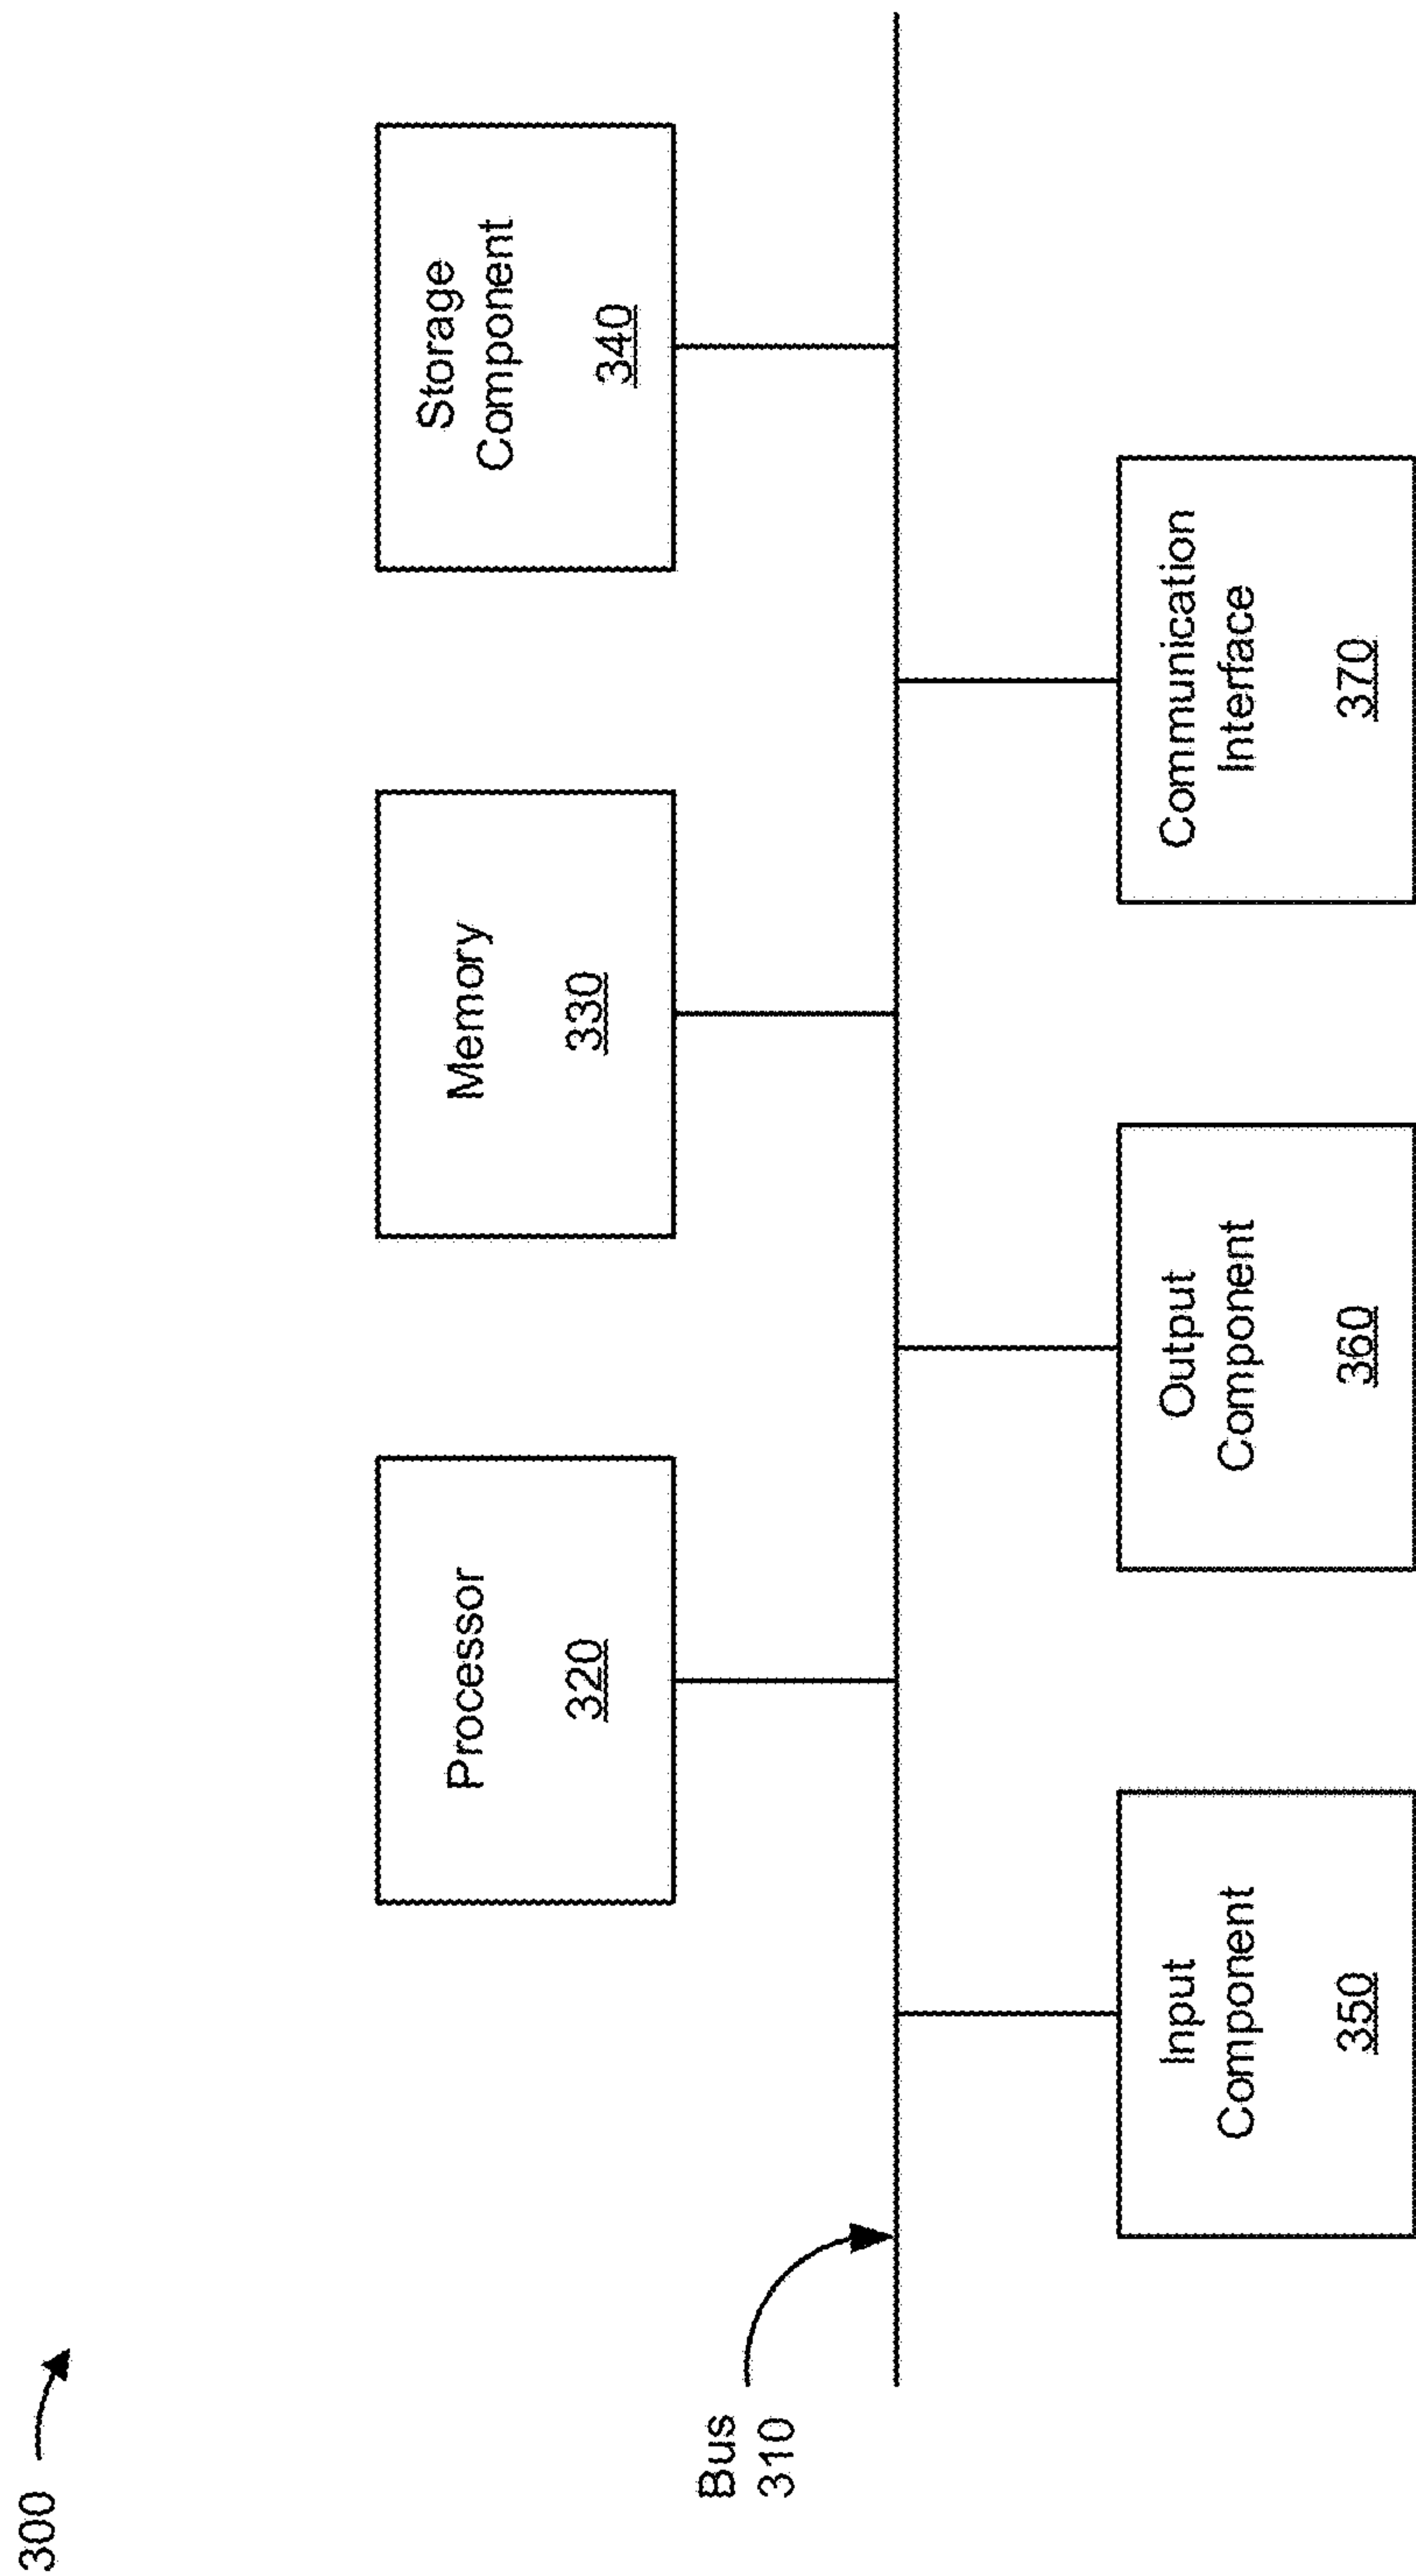 300
Processor
320
Memory
330
Storage
Component
340
Bus
310
Input
Component
350
Output
Component
360
Communication
Interface
370